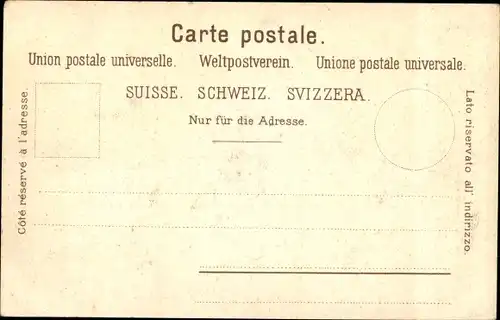 Carte postale.
Union postale universelle. Weltpostverein. Unione postale universale.
SUISSE. SCHWEIZ. SVIZZERA.
Nur für die Adresse.
Côté réservé à l'adresse.
Lato riservato all' indirizzo.